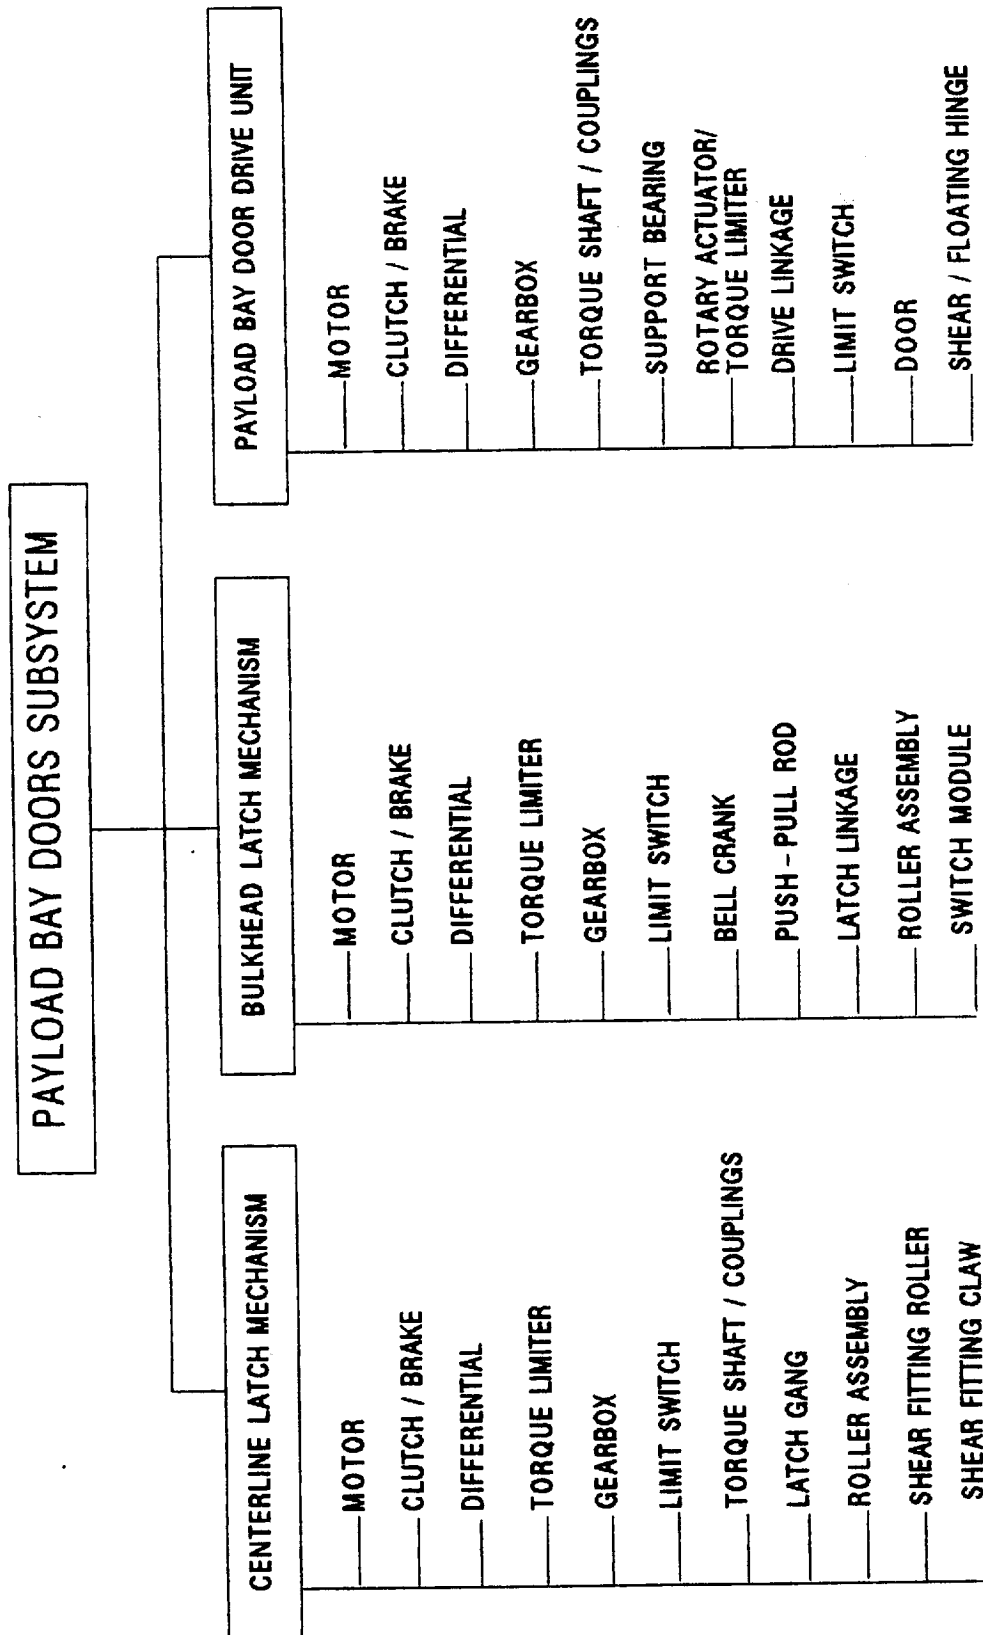 PAYLOAD BAY DOORS SUBSYSTEM
CENTERLINE LATCH MECHANISM
MOTOR
CLUTCH / BRAKE
DIFFERENTIAL
TORQUE LIMITER
GEARBOX
LIMIT SWITCH
TORQUE SHAFT / COUPLINGS
LATCH GANG
ROLLER ASSEMBLY
SHEAR FITTING ROLLER
SHEAR FITTING CLAW
BULKHEAD LATCH MECHANISM
MOTOR
CLUTCH / BRAKE
DIFFERENTIAL
TORQUE LIMITER
GEARBOX
LIMIT SWITCH
BELL CRANK
PUSH-PULL ROD
LATCH LINKAGE
ROLLER ASSEMBLY
SWITCH MODULE
PAYLOAD BAY DOOR DRIVE UNIT
MOTOR
CLUTCH / BRAKE
DIFFERENTIAL
GEARBOX
TORQUE SHAFT / COUPLINGS
SUPPORT BEARING
ROTARY ACTUATOR/
TORQUE LIMITER
DRIVE LINKAGE
LIMIT SWITCH
DOOR
SHEAR / FLOATING HINGE